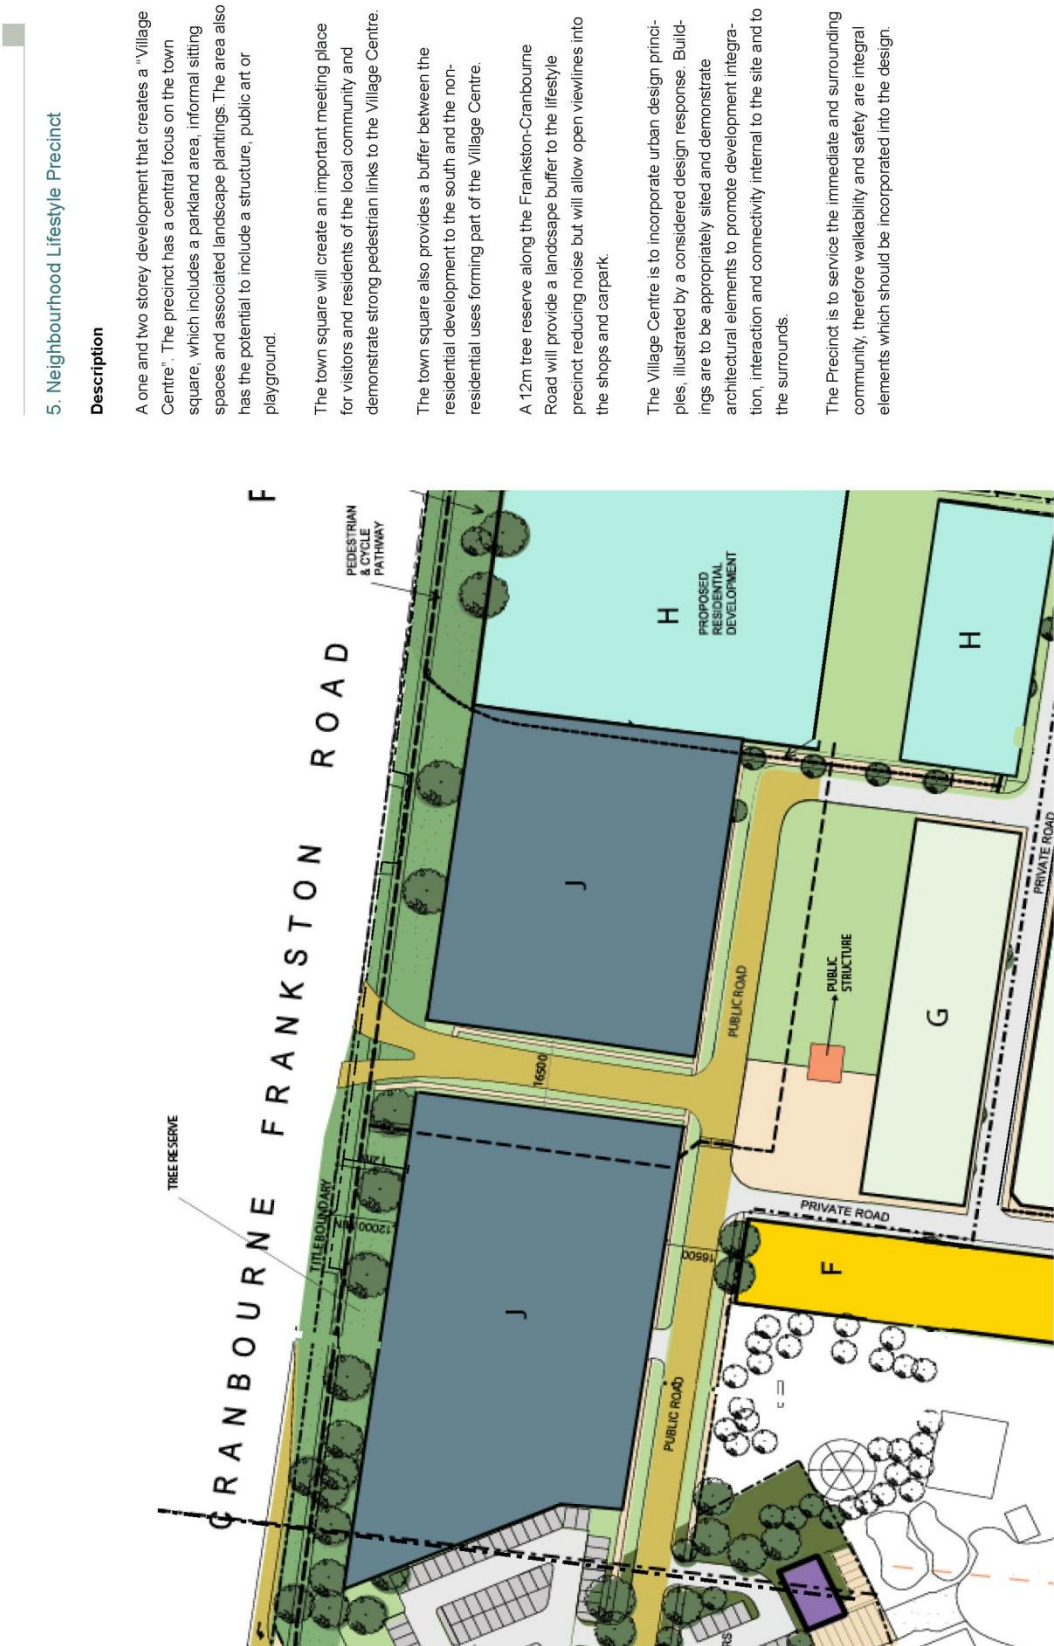 5. Neighbourhood Lifestyle Precinct
Description
A one and two storey development that creates a “Village
Centre”. The precinct has a central focus on the town
square, which includes a parkland area, informal sitting
spaces and associated landscape plantings.The area also
has the potential to include a structure, public art or
playground.
The town square will create an important meeting place
for visitors and residents of the local community and
demonstrate strong pedestrian links to the Village Centre.
The town square also provides a buffer between the
residential development to the south and the non-
residential uses forming part of the Village Centre.
A 12m tree reserve along the Frankston-Cranbourne
Road will provide a landcsape buffer to the lifestyle
precinct reducing noise but will allow open viewlines into
the shops and carpark.
The Village Centre is to incorporate urban design princi-
ples, illustrated by a considered design response. Build-
ings are to be appropriately sited and demonstrate
architectural elements to promote development integra-
tion, interaction and connectivity internal to the site and to
the surrounds.
The Precinct is to service the immediate and surrounding
community, therefore walkability and safety are integral
elements which should be incorporated into the design.
CRANBOURNE FRANKSTON ROAD
F
TREE RESERVE
PEDESTRIAN
& CYCLE
PATHWAY
TITLE BOUNDARY
12000 MIN
16500
J
J
H
PROPOSED
RESIDENTIAL
DEVELOPMENT
H
PUBLIC ROAD
PUBLIC ROAD
16500
PUBLIC
STRUCTURE
PRIVATE ROAD
PRIVATE ROAD
F
G
RS